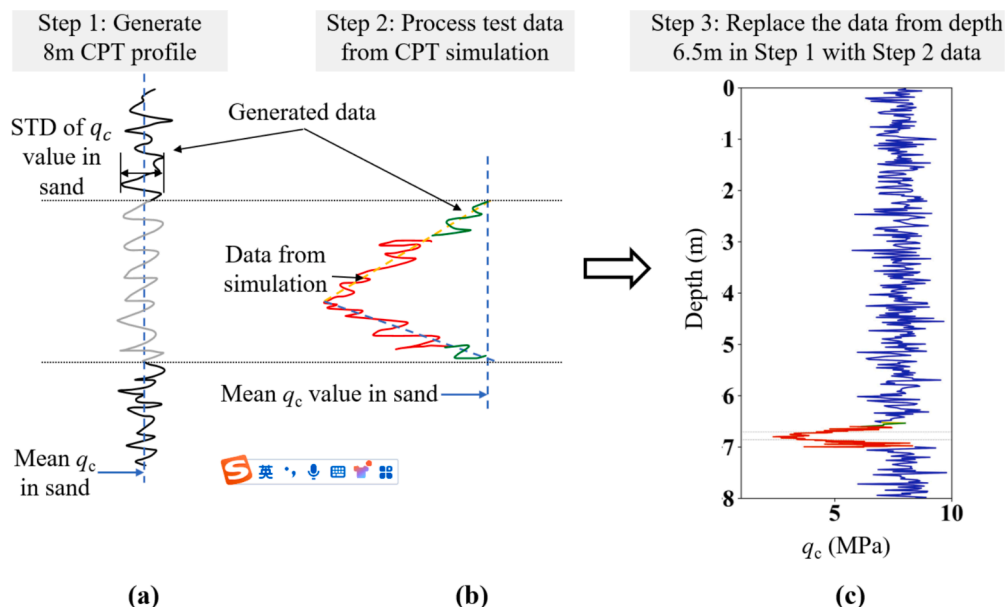 Step 1: Generate
8m CPT profile
Step 2: Process test data
from CPT simulation
Step 3: Replace the data from depth
6.5m in Step 1 with Step 2 data
STD of qc
value in
sand
Mean qc
in sand
Generated data
Data from
simulation
Mean qc value in sand
S 英
0
1
2
3
4
5
6
7
8
Depth (m)
5 10
qc (MPa)
(a) (b) (c)